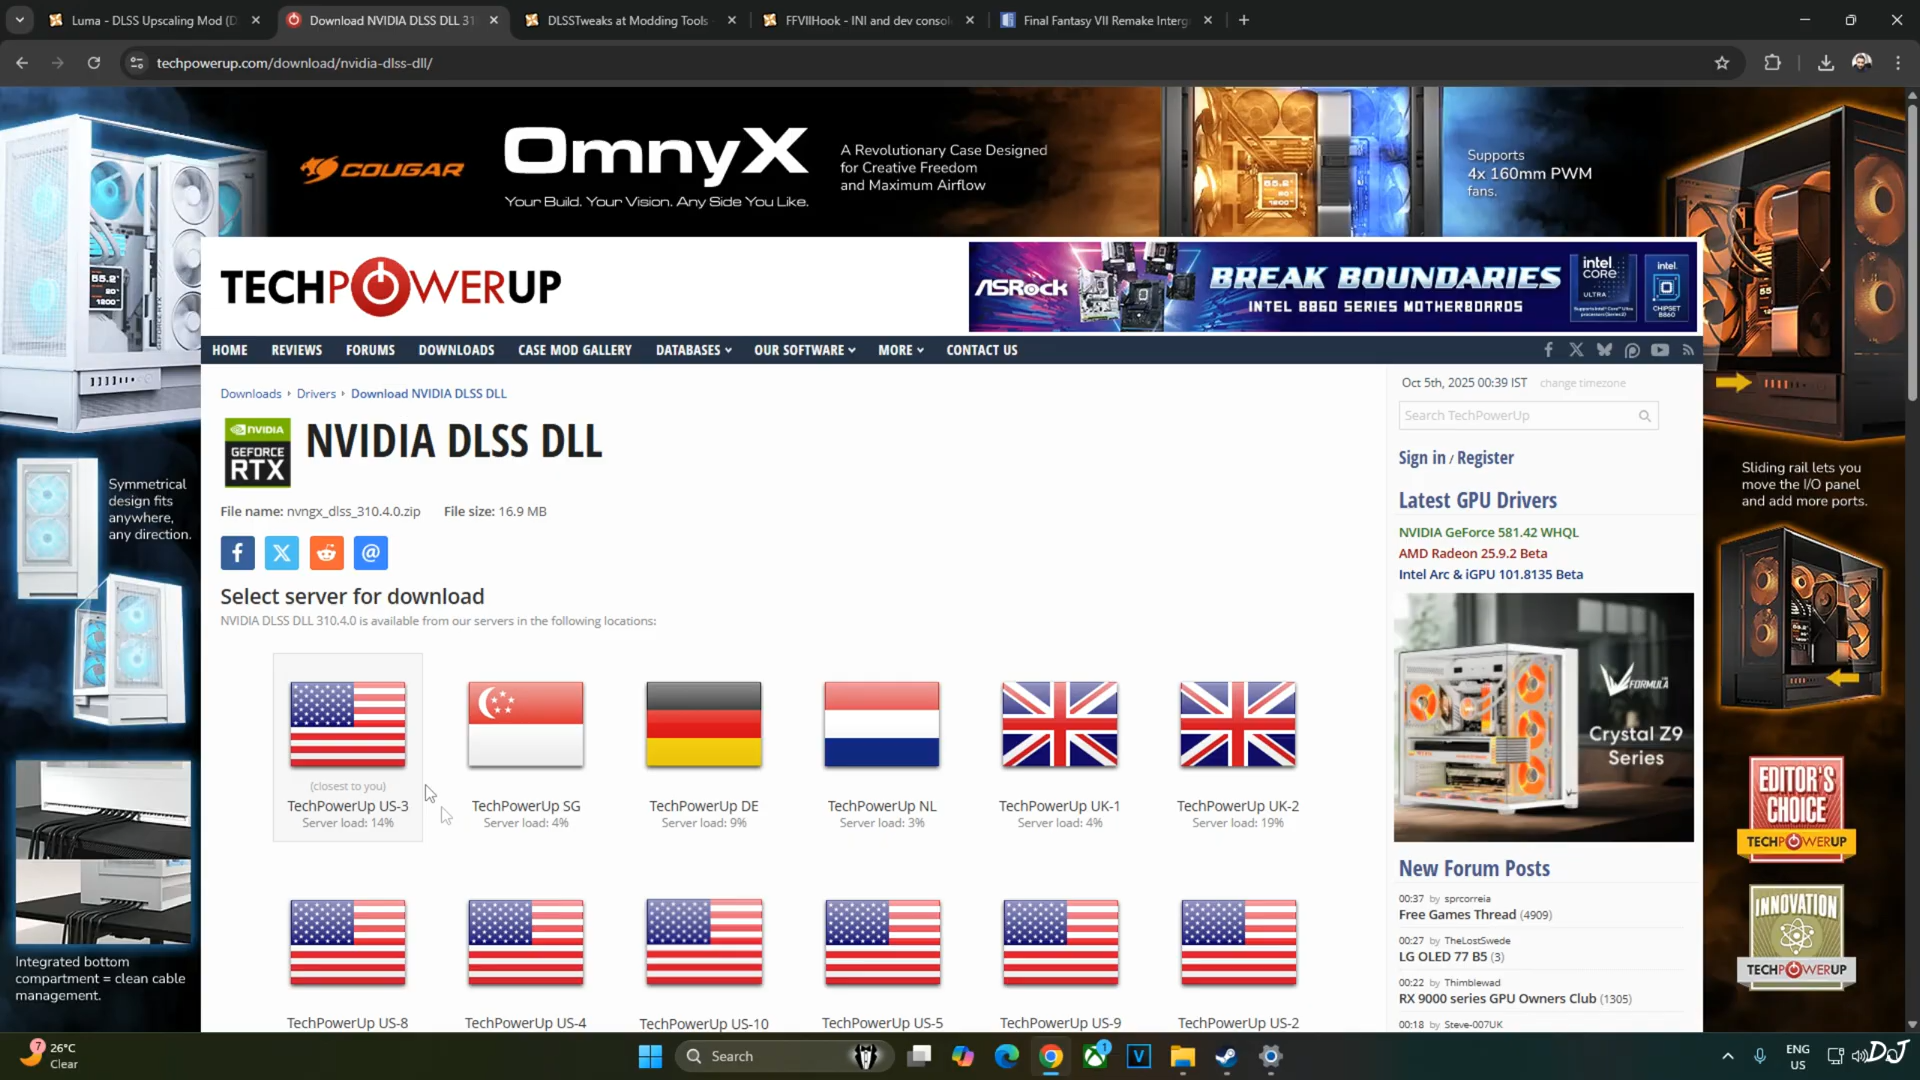 Luma - DLSS Upscaling Mod (D
Download NVIDIA DLSS DLL 31
DLSSTweaks at Modding Tools
FFVIIHook - INI and dev consol
Final Fantasy VII Remake Interg
techpowerup.com/download/nvidia-dlss-dll/
COUGAR
OmnyX
Your Build. Your Vision. Any Side You Like.
A Revolutionary Case Designed
for Creative Freedom
and Maximum Airflow
Supports
4x 160mm PWM
fans.
TECHPOWERUP
ASRock
BREAK BOUNDARIES
INTEL B860 SERIES MOTHERBOARDS
intel
CORE
ULTRA
intel.
CHIPSET
B860
HOME
REVIEWS
FORUMS
DOWNLOADS
CASE MOD GALLERY
DATABASES
OUR SOFTWARE
MORE
CONTACT US
Downloads
Drivers
Download NVIDIA DLSS DLL
Oct 5th, 2025 00:39 IST
change timezone
Search TechPowerUp
NVIDIA
GEFORCE
RTX
NVIDIA DLSS DLL
Sign in / Register
File name: nvngx_dlss_310.4.0.zip
File size: 16.9 MB
Latest GPU Drivers
NVIDIA GeForce 581.42 WHQL
AMD Radeon 25.9.2 Beta
Intel Arc & iGPU 101.8135 Beta
Select server for download
NVIDIA DLSS DLL 310.4.0 is available from our servers in the following locations:
(closest to you)
TechPowerUp US-3
Server load: 14%
TechPowerUp SG
Server load: 4%
TechPowerUp DE
Server load: 9%
TechPowerUp NL
Server load: 3%
TechPowerUp UK-1
Server load: 4%
TechPowerUp UK-2
Server load: 19%
TechPowerUp US-8
TechPowerUp US-4
TechPowerUp US-10
TechPowerUp US-5
TechPowerUp US-9
TechPowerUp US-2
FORMULA
Crystal Z9
Series
New Forum Posts
00:37 by sprcorreia
Free Games Thread (4909)
00:27 by TheLostSwede
LG OLED 77 B5 (3)
00:22 by Thimblewad
RX 9000 series GPU Owners Club (1305)
00:18 by Steve-007UK
Symmetrical
design fits
anywhere,
any direction.
Integrated bottom
compartment = clean cable
management.
Sliding rail lets you
move the I/O panel
and add more ports.
EDITOR'S
CHOICE
TECHPOWERUP
INNOVATION
TECHPOWERUP
7
26°C
Clear
Search
1
V
ENG
US
DJ